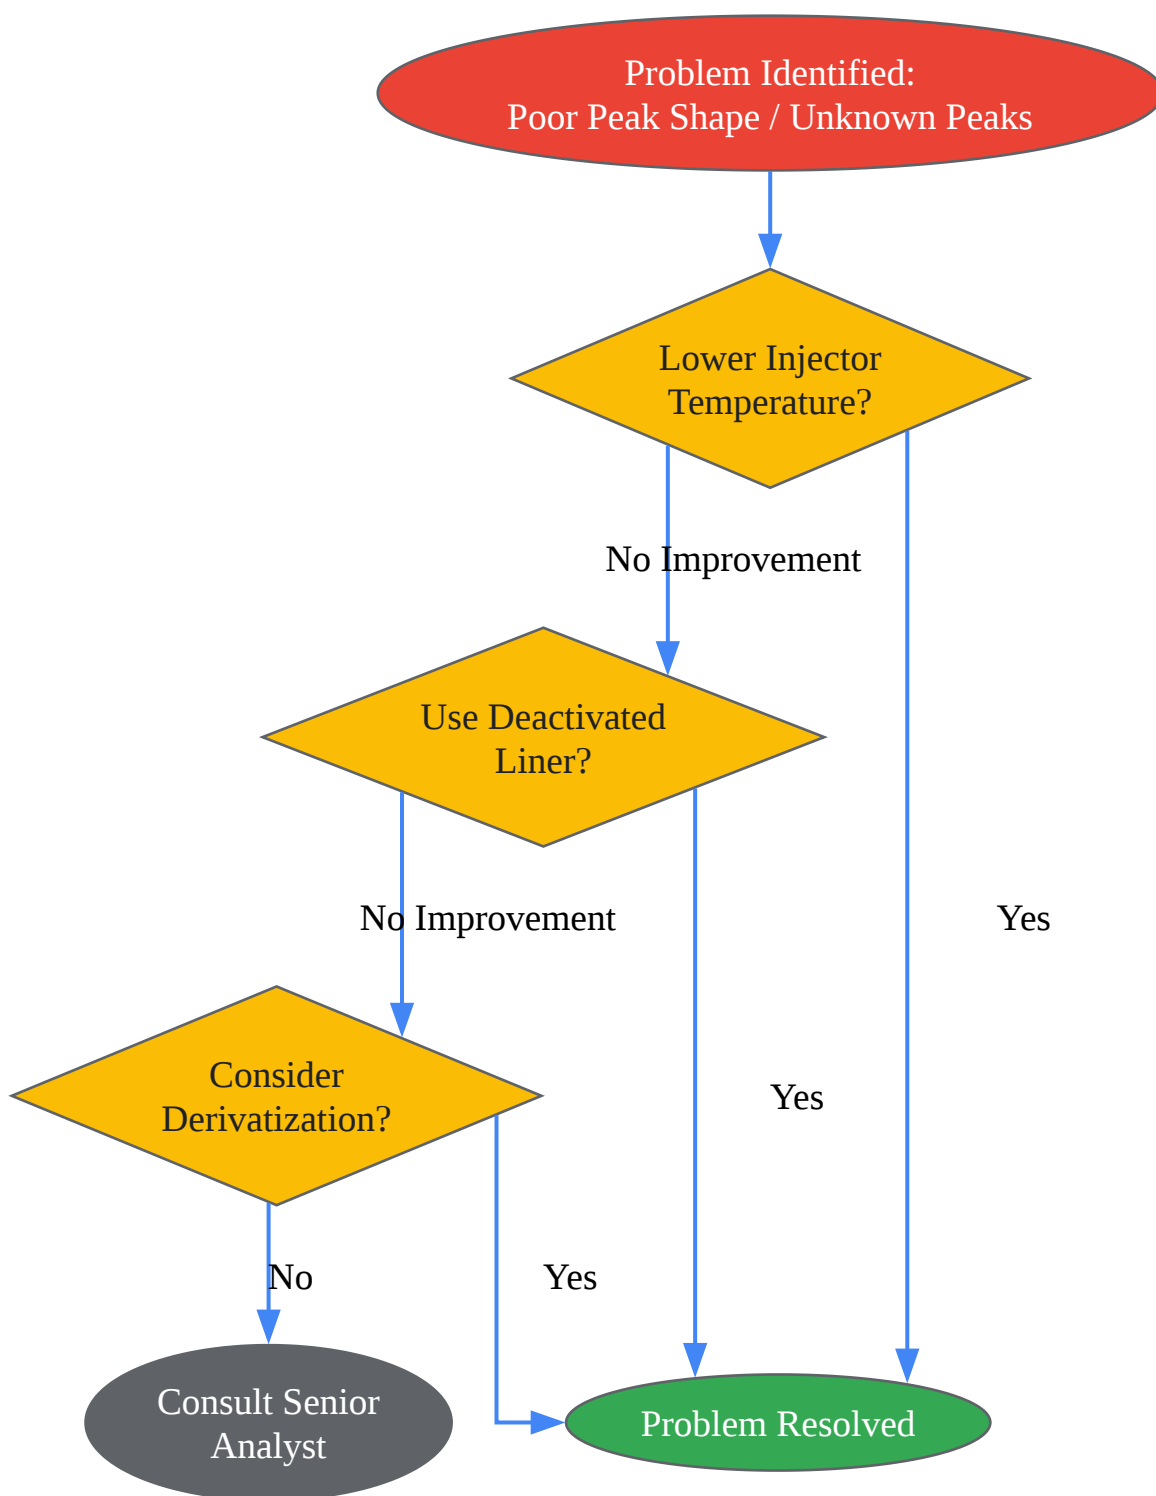 Problem Identified:
Poor Peak Shape / Unknown Peaks
Lower Injector
Temperature?
No Improvement
Use Deactivated
Liner?
No Improvement
Yes
Consider
Derivatization?
Yes
No
Yes
Consult Senior
Analyst
Problem Resolved